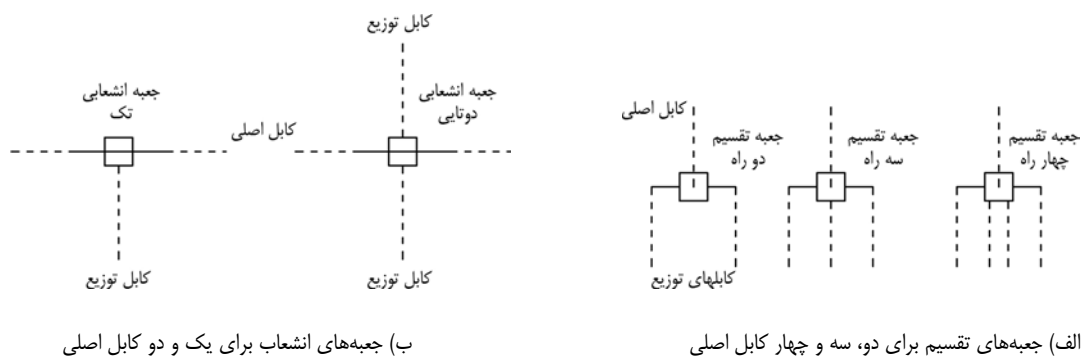 کابل اصلی
جعبه تقسیم
دو راه
جعبه تقسیم
سه راه
جعبه تقسیم
چهار راه
کابلهای توزیع
الف) جعبه‌های تقسیم برای دو، سه و چهار کابل اصلی
کابل توزیع
جعبه انشعابی
دوتایی
جعبه انشعابی
تک
کابل اصلی
کابل توزیع
کابل توزیع
ب) جعبه‌های انشعاب برای یک و دو کابل اصلی